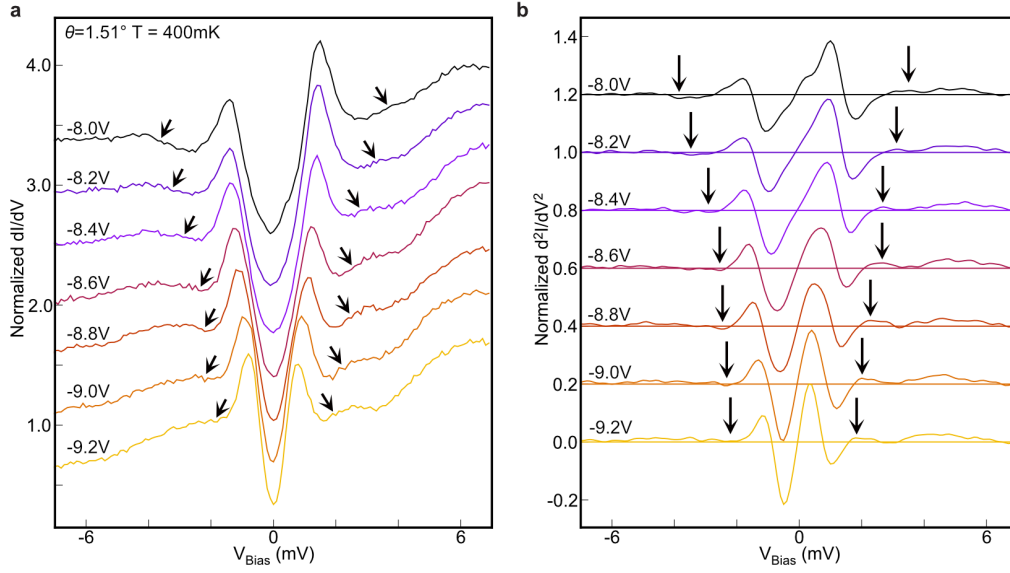 a
θ=1.51° T = 400mK
4.0
3.0
2.0
1.0
Normalized dI/dV
-8.0V
-8.2V
-8.4V
-8.6V
-8.8V
-9.0V
-9.2V
-6
0
6
V_Bias (mV)
b
1.4
1.2
1.0
0.8
0.6
0.4
0.2
0.0
-0.2
Normalized d²I/dV²
-8.0V
-8.2V
-8.4V
-8.6V
-8.8V
-9.0V
-9.2V
-6
0
6
V_Bias (mV)